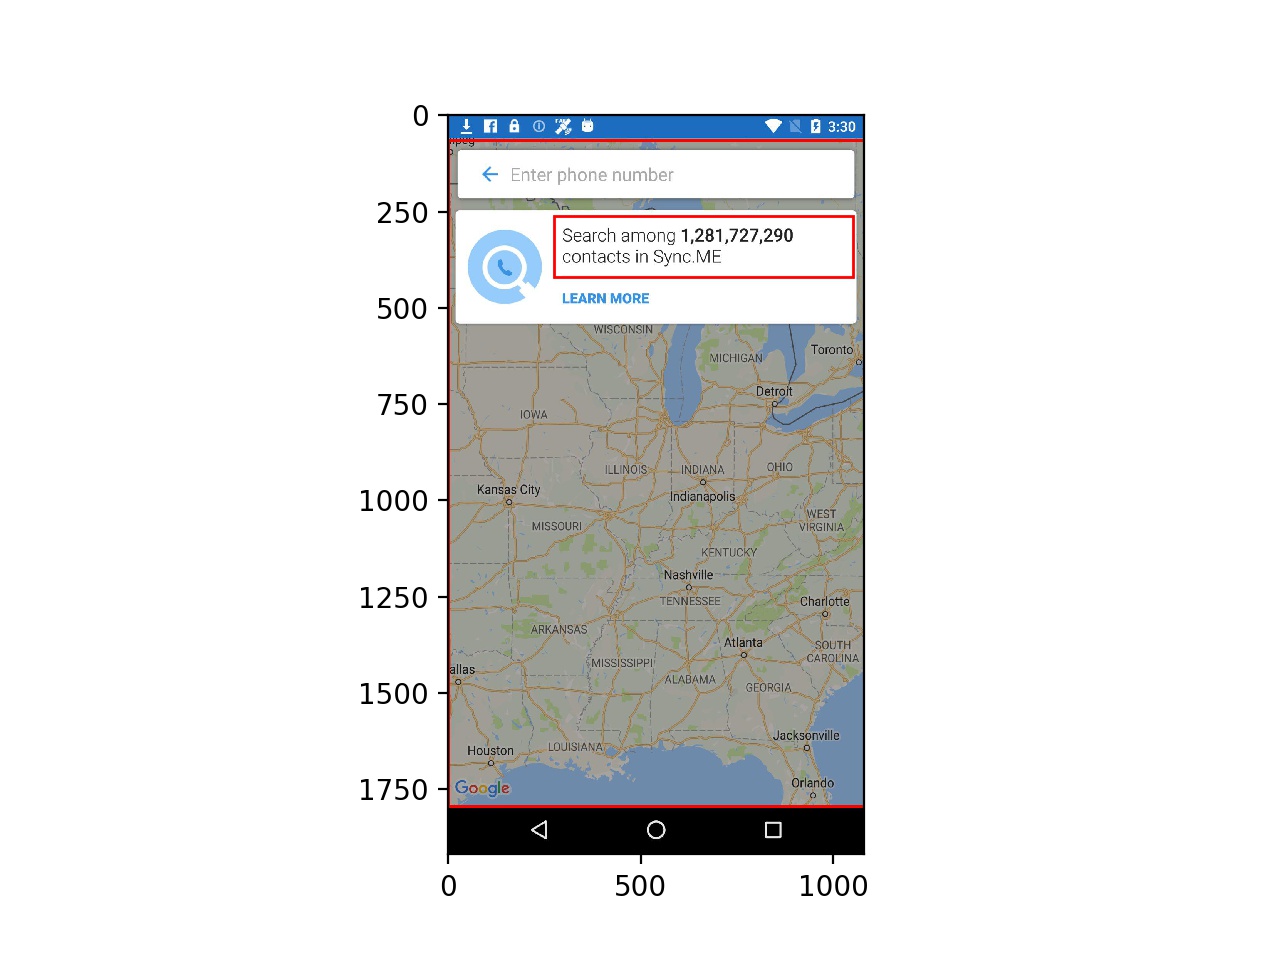 0
3:30
Enter phone number
250
Search among 1,281,727,290
contacts in Sync.ME
LEARN MORE
500
WISCONSIN
Toronto
MICHIGAN
Detroit
750
IOWA
ILLINOIS
INDIANA
OHIO
Kansas City
Indianapolis
1000
WEST
VIRGINIA
MISSOURI
KENTUCKY
Nashville
1250
TENNESSEE
Charlotte
ARKANSAS
Atlanta
SOUTH
CAROLINA
MISSISSIPPI
allas
ALABAMA
GEORGIA
1500
Jacksonville
LOUISIANA
Houston
Orlando
1750
Google
0
500
1000